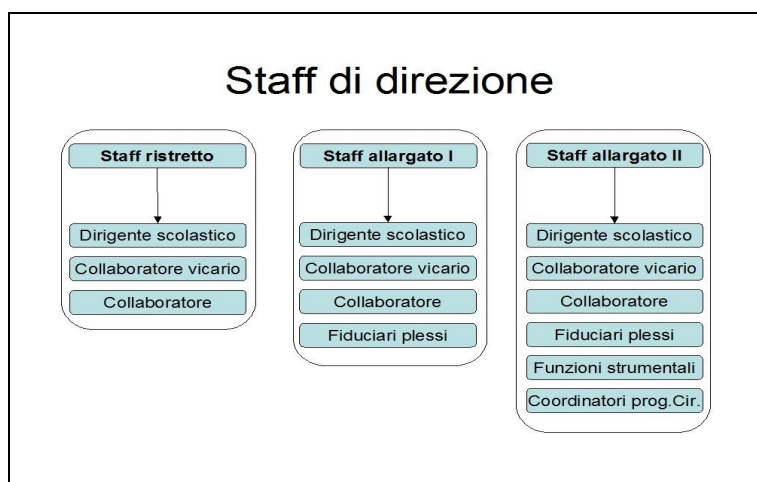 Staff di direzione
Staff ristretto
Dirigente scolastico
Collaboratore vicario
Collaboratore
Staff allargato I
Dirigente scolastico
Collaboratore vicario
Collaboratore
Fiduciari plessi
Staff allargato II
Dirigente scolastico
Collaboratore vicario
Collaboratore
Fiduciari plessi
Funzioni strumentali
Coordinatori prog.Cir.